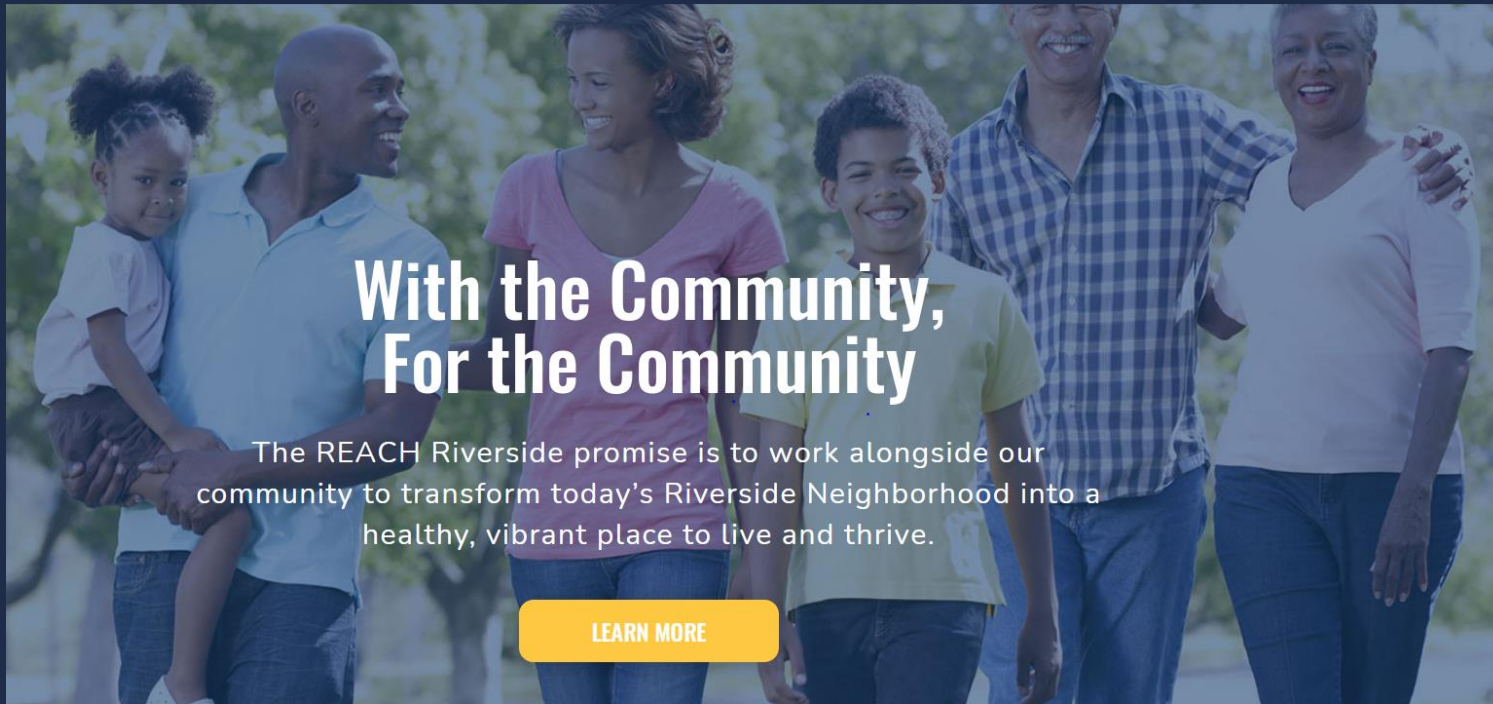 With the Community,
For the Community
The REACH Riverside promise is to work alongside our
community to transform today’s Riverside Neighborhood into a
healthy, vibrant place to live and thrive.
LEARN MORE